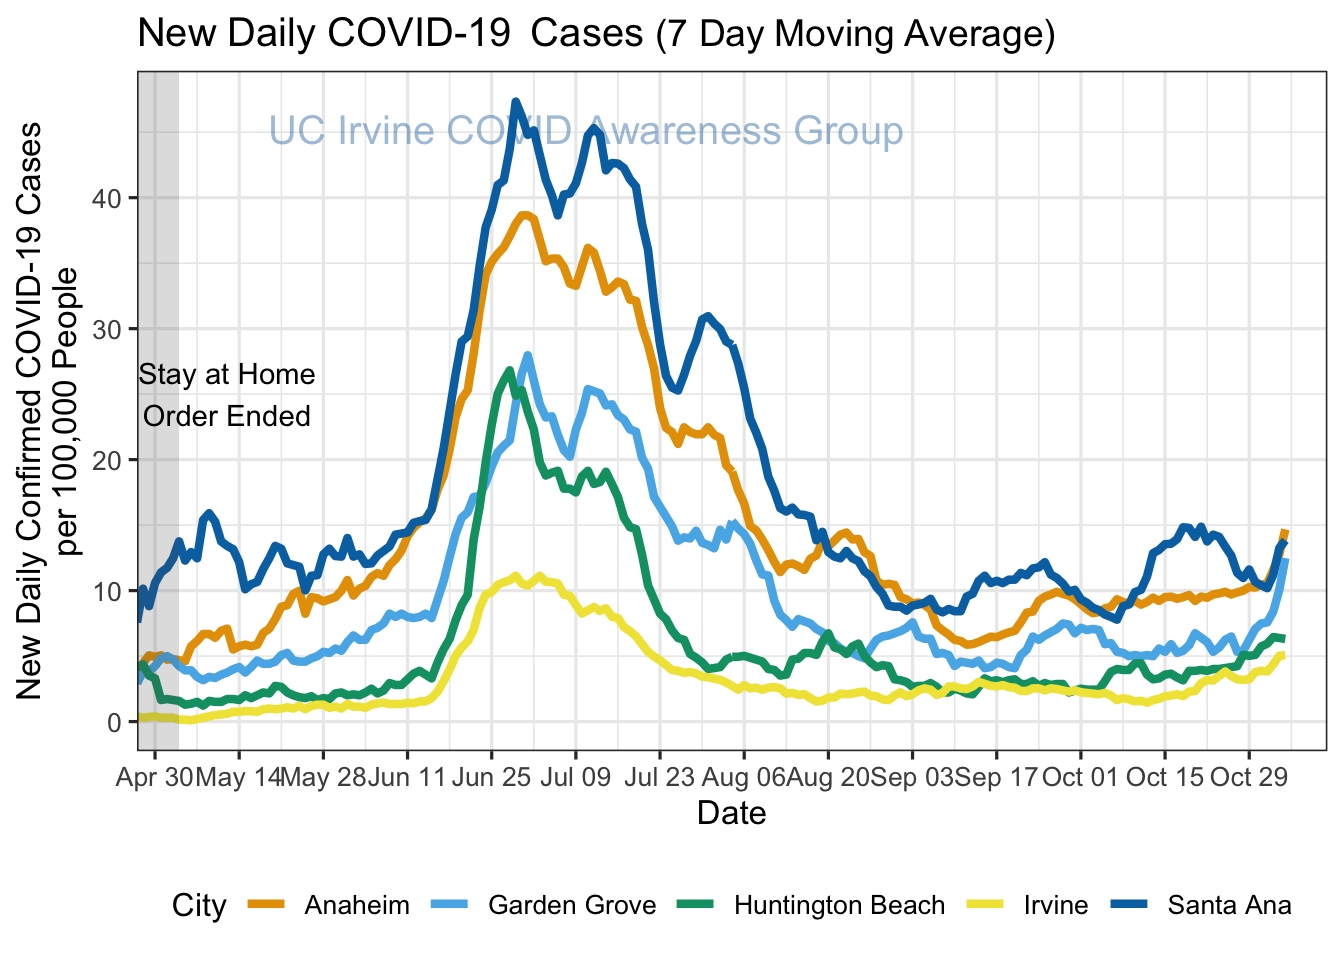 New Daily COVID-19  Cases (7 Day Moving Average)
UC Irvine COVID Awareness Group
New Daily Confirmed COVID-19 Cases
per 100,000 People
40
30
20
10
0
Stay at Home
Order Ended
Apr 30 May 14 May 28 Jun 11 Jun 25 Jul 09 Jul 23 Aug 06 Aug 20 Sep 03 Sep 17 Oct 01 Oct 15 Oct 29
Date
City Anaheim Garden Grove Huntington Beach Irvine Santa Ana